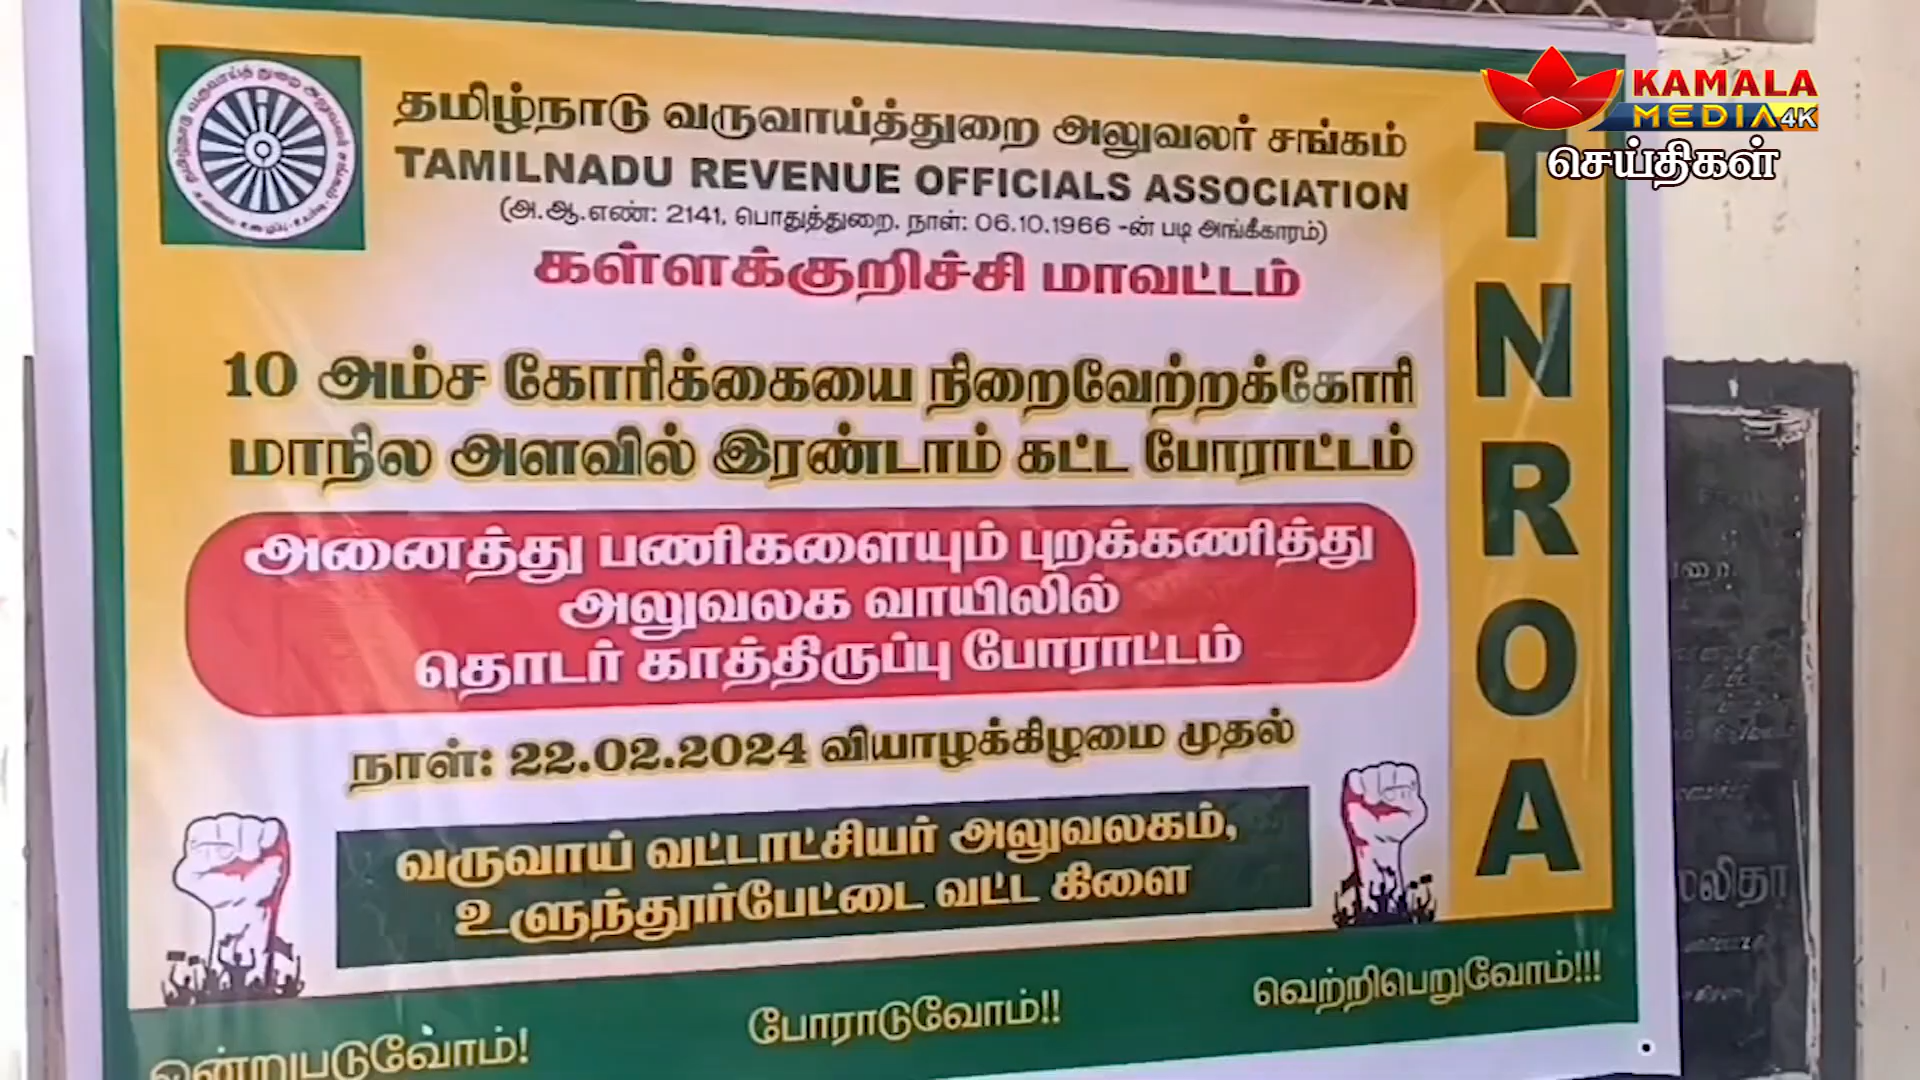 KAMALA
MEDIA 4K
செய்திகள்
தமிழ்நாடு வருவாய்த்துறை அலுவலர் சங்கம்
TAMILNADU REVENUE OFFICIALS ASSOCIATION
(அ.ஆ.எண்: 2141, பொதுத்துறை. நாள்: 06.10.1966 -ன் படி அங்கீகாரம்)
கள்ளக்குறிச்சி மாவட்டம்
10 அம்ச கோரிக்கையை நிறைவேற்றக்கோரி
மாநில அளவில் இரண்டாம் கட்ட போராட்டம்
அனைத்து பணிகளையும் புறக்கணித்து
அலுவலக வாயிலில்
தொடர் காத்திருப்பு போராட்டம்
நாள்: 22.02.2024 வியாழக்கிழமை முதல்
வருவாய் வட்டாட்சியர் அலுவலகம்,
உளுந்தூர்பேட்டை வட்ட கிளை
ஒன்றுபடுவோம்! போராடுவோம்!! வெற்றிபெறுவோம்!!!
TNROA